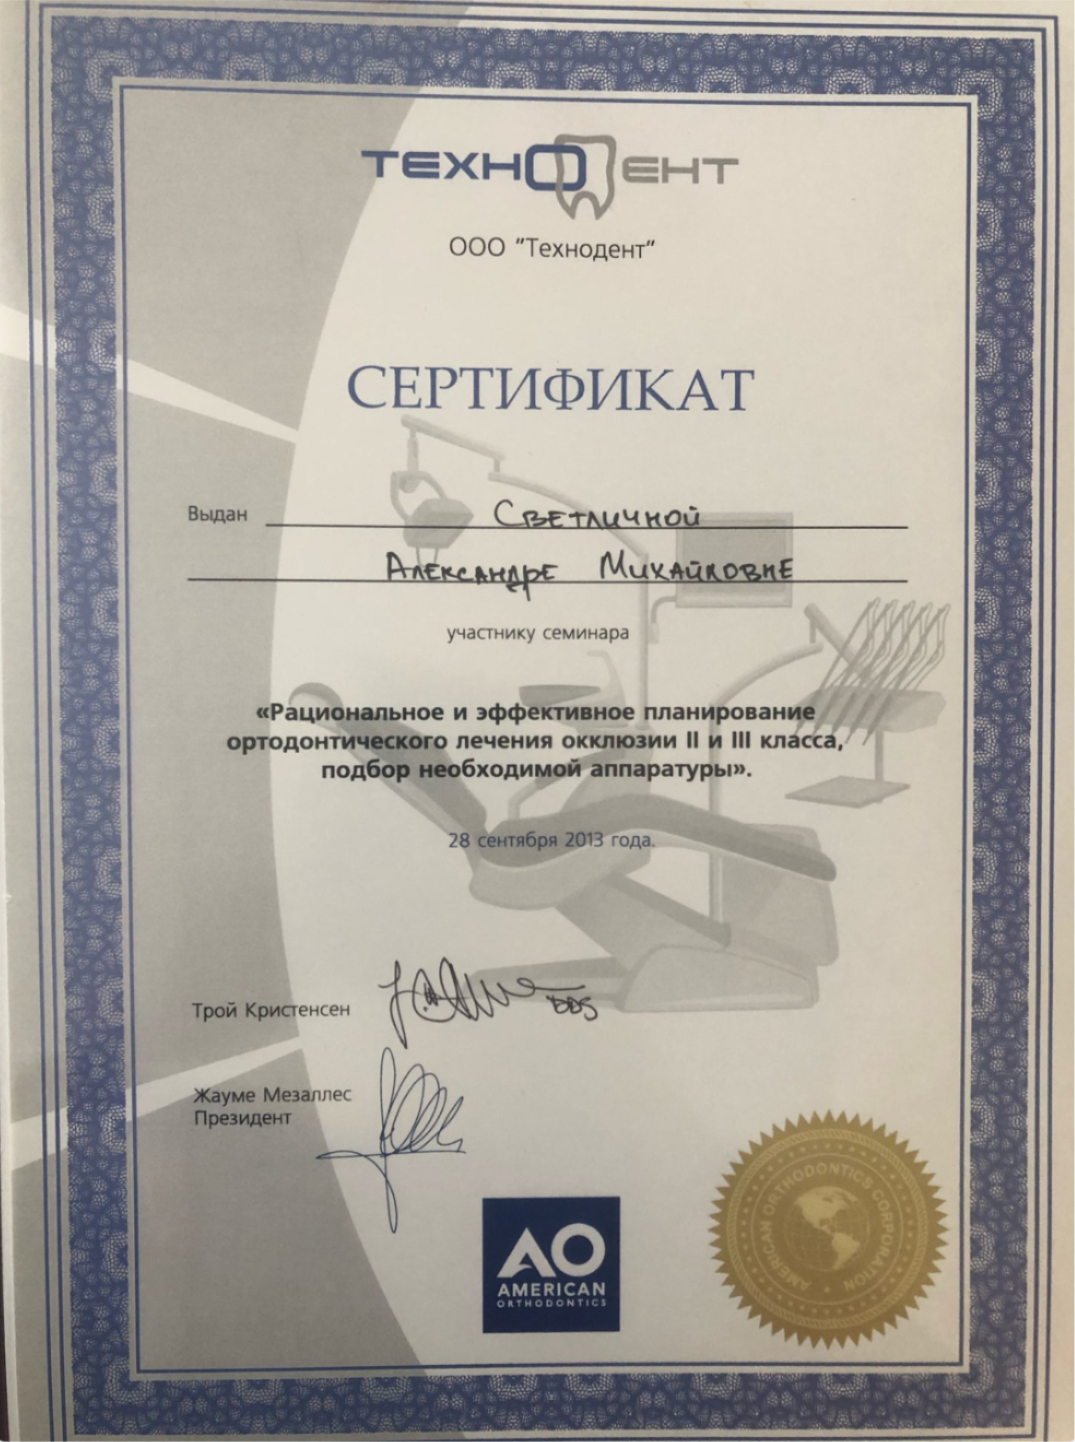 ТЕХНОДЕНТ
ООО "Технодент"
СЕРТИФИКАТ
Выдан Светличной
Александре Михайловне
участнику семинара
«Рациональное и эффективное планирование
ортодонтического лечения окклюзии II и III класса,
подбор необходимой аппаратуры».
28 сентября 2013 года.
Трой Кристенсен
DDS
Жауме Мезаллес
Президент
AO
AMERICAN
ORTHODONTICS
AMERICAN ORTHODONTICS CORPORATION